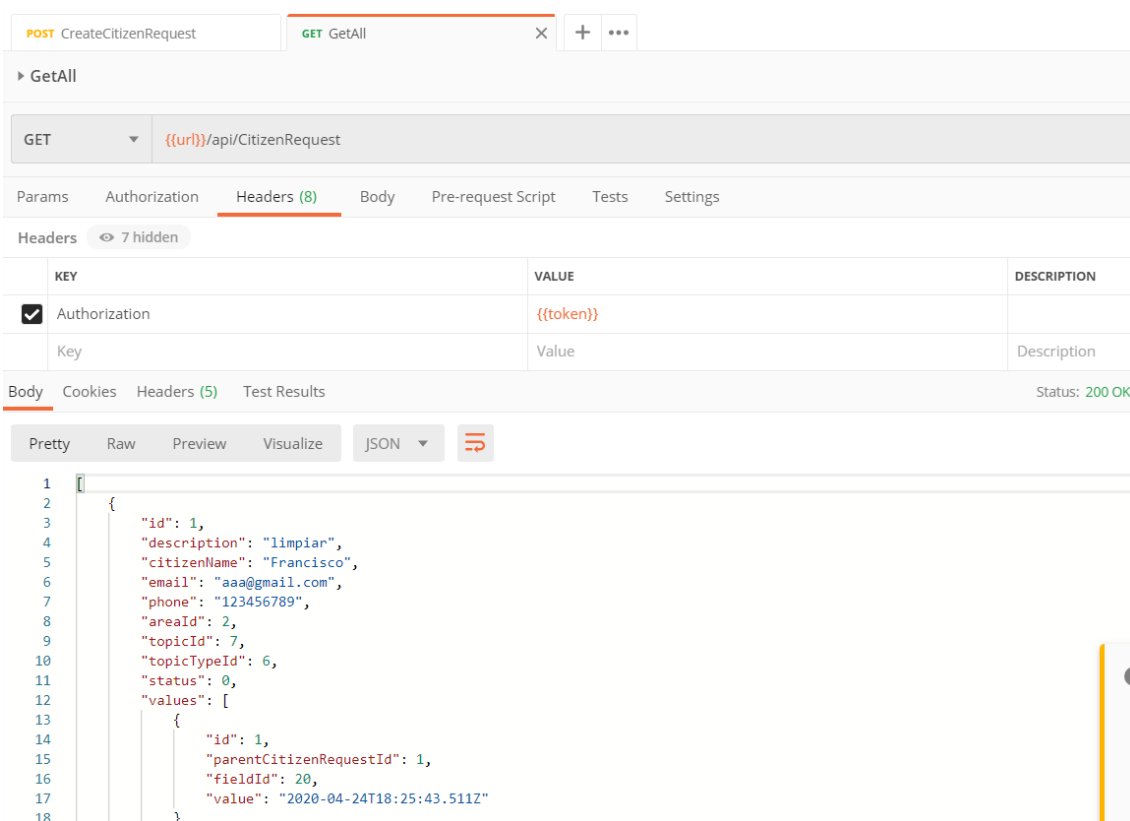 POST CreateCitizenRequest GET GetAll
GetAll
GET {{url}}/api/CitizenRequest
Params Authorization Headers (8) Body Pre-request Script Tests Settings
Headers 7 hidden
KEY VALUE DESCRIPTION
Authorization {{token}}
Key Value Description
Body Cookies Headers (5) Test Results Status: 200 OK
Pretty Raw Preview Visualize JSON
1 [
2 {
3 "id": 1,
4 "description": "limpiar",
5 "citizenName": "Francisco",
6 "email": "aaa@gmail.com",
7 "phone": "123456789",
8 "areaId": 2,
9 "topicId": 7,
10 "topicTypeId": 6,
11 "status": 0,
12 "values": [
13 {
14 "id": 1,
15 "parentCitizenRequestId": 1,
16 "fieldId": 20,
17 "value": "2020-04-24T18:25:43.511Z"
18 }